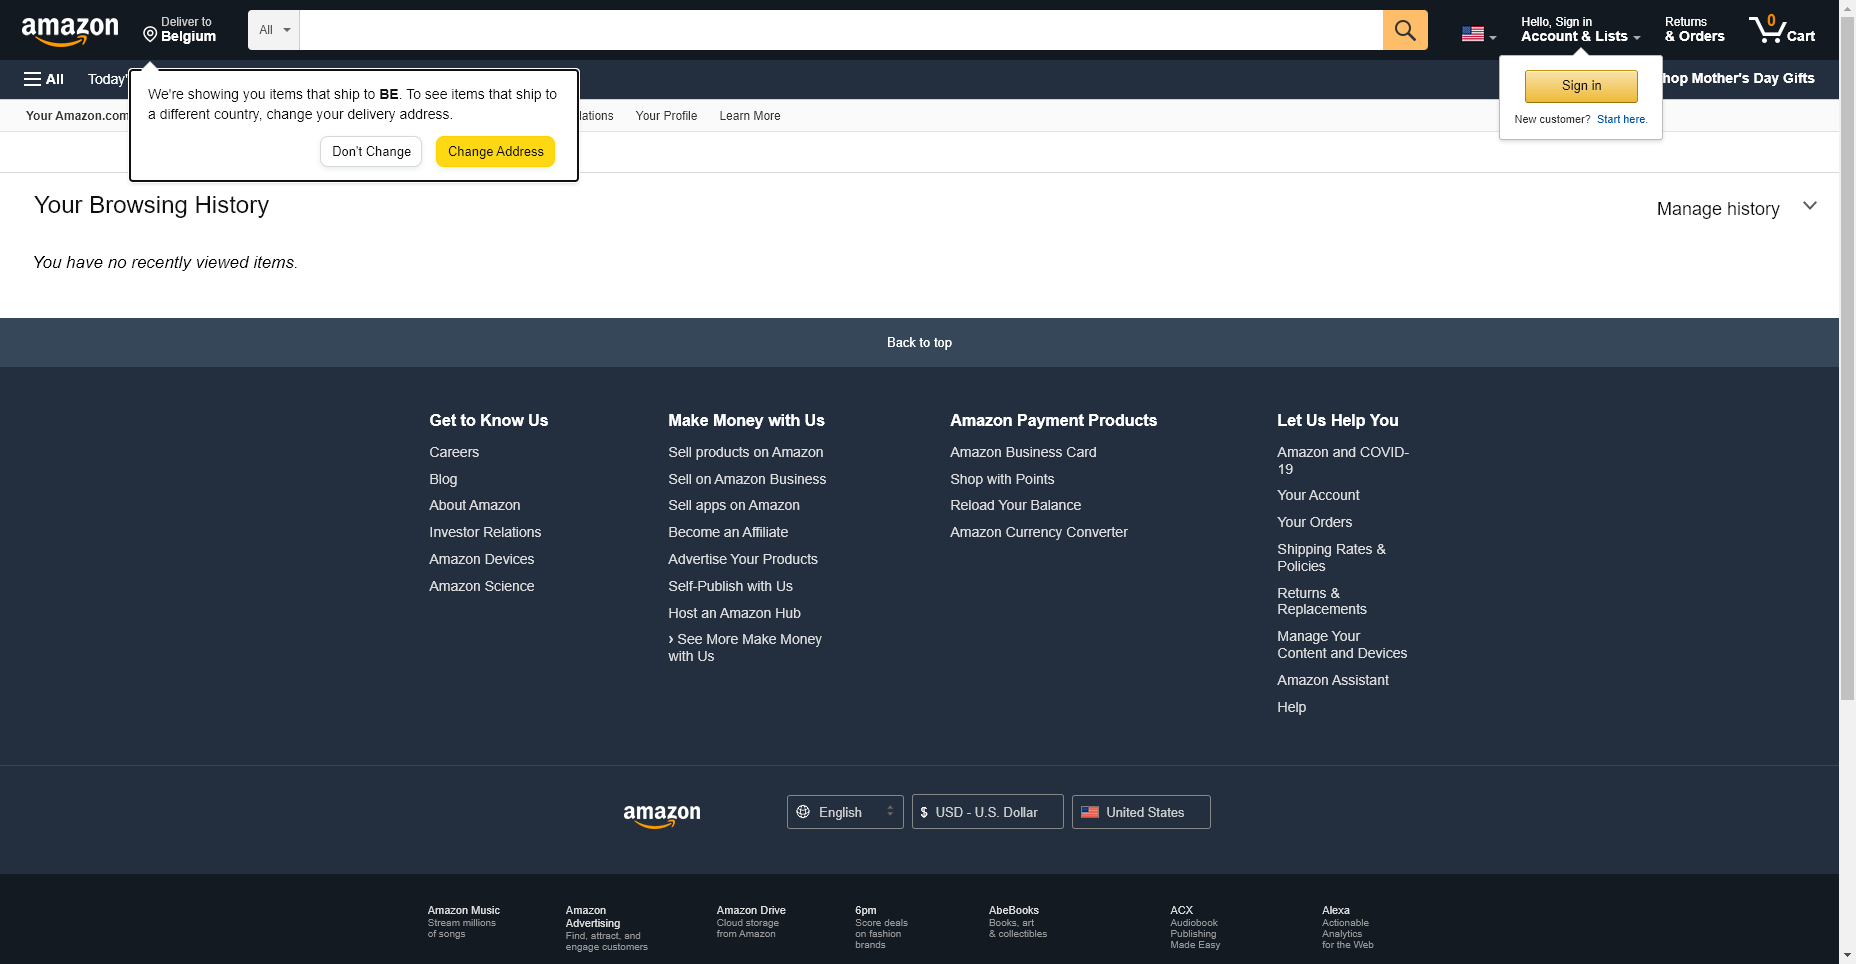 amazon
Deliver to
Belgium
All
Hello, Sign in
Account & Lists
Returns
& Orders
0
Cart
All
Today'
hop Mother's Day Gifts
We're showing you items that ship to BE. To see items that ship to
a different country, change your delivery address.
Don't Change
Change Address
Sign in
New customer? Start here.
Your Amazon.com
lations
Your Profile
Learn More
Your Browsing History
Manage history
You have no recently viewed items.
Back to top
Get to Know Us
Careers
Blog
About Amazon
Investor Relations
Amazon Devices
Amazon Science
Make Money with Us
Sell products on Amazon
Sell on Amazon Business
Sell apps on Amazon
Become an Affiliate
Advertise Your Products
Self-Publish with Us
Host an Amazon Hub
› See More Make Money
with Us
Amazon Payment Products
Amazon Business Card
Shop with Points
Reload Your Balance
Amazon Currency Converter
Let Us Help You
Amazon and COVID-
19
Your Account
Your Orders
Shipping Rates &
Policies
Returns &
Replacements
Manage Your
Content and Devices
Amazon Assistant
Help
amazon
English
$ USD - U.S. Dollar
United States
Amazon Music
Stream millions
of songs
Amazon
Advertising
Find, attract, and
engage customers
Amazon Drive
Cloud storage
from Amazon
6pm
Score deals
on fashion
brands
AbeBooks
Books, art
& collectibles
ACX
Audiobook
Publishing
Made Easy
Alexa
Actionable
Analytics
for the Web